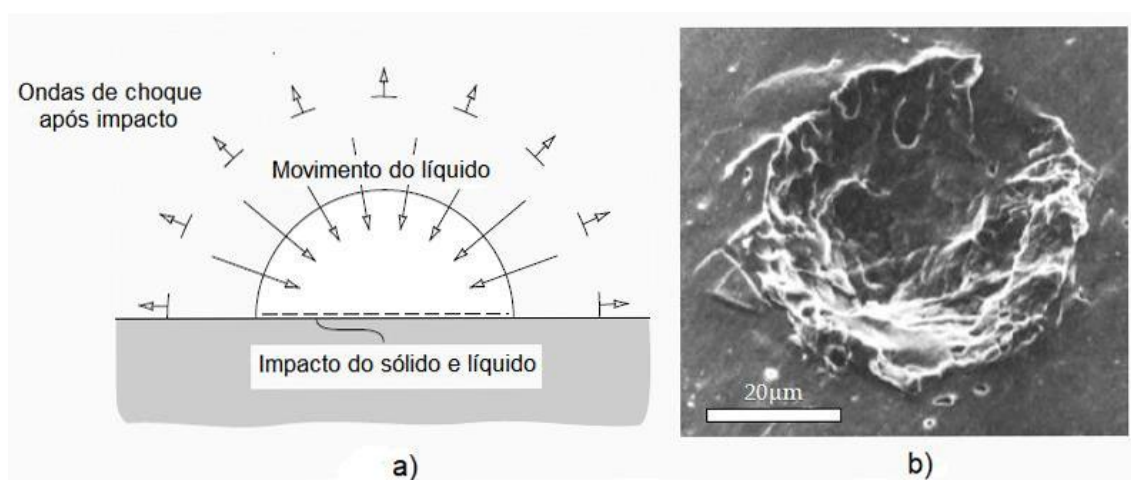 Ondas de choque
após impacto
Movimento do líquido
Impacto do sólido e líquido
20µm
a)
b)